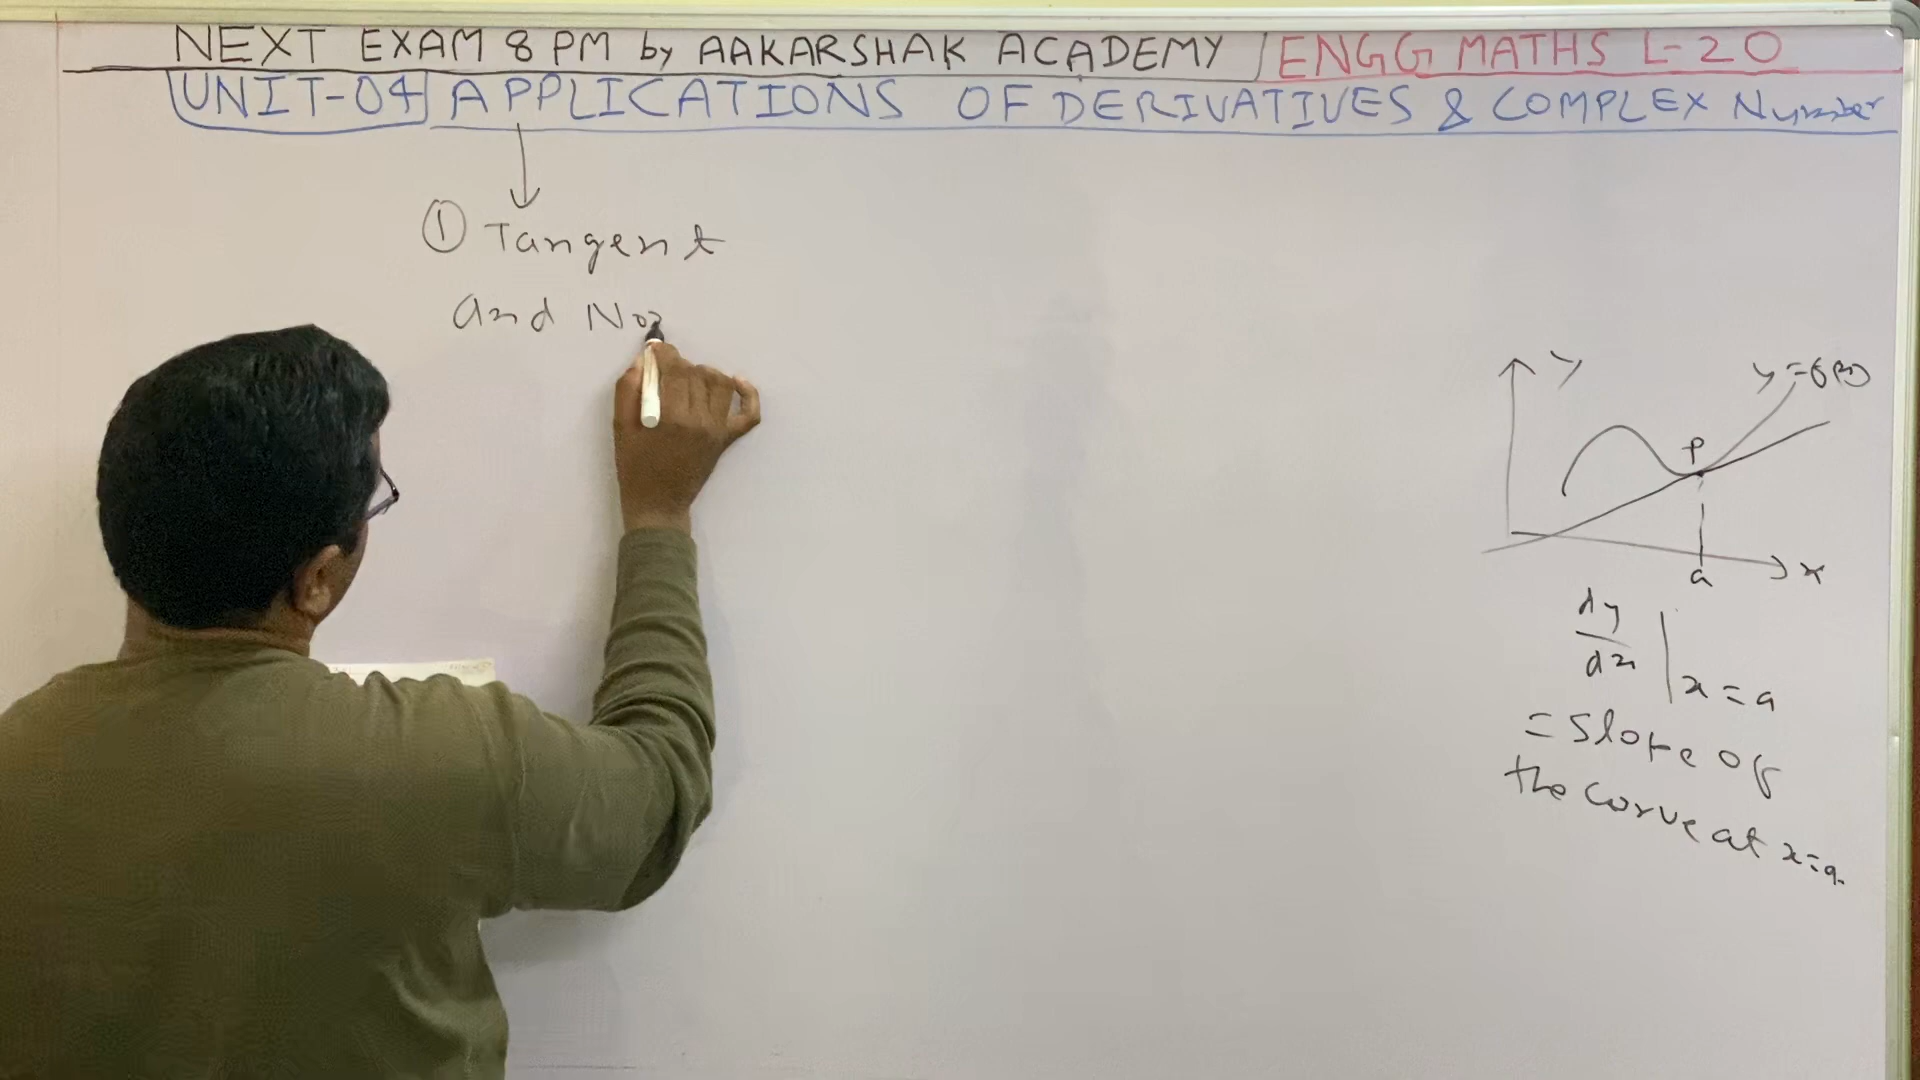 NEXT EXAM 8 PM by AAKARSHAK ACADEMY | ENGG MATHS L-20
UNIT-04 APPLICATIONS OF DERIVATIVES & COMPLEX Number
① Tangent
and Nor
y
y=f(x)
P
a
x
dy/dx | x=a
= Slope of
the curve at x=a.